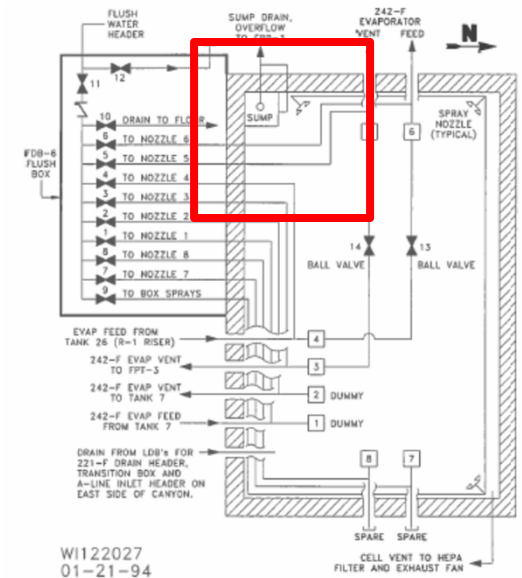 FLUSH
WATER
HEADER
SUMP DRAIN,
OVERFLOW
242-F
EVAPORATOR
VENT FEED
N
12
11
SUMP
SPRAY
NOZZLE
(TYPICAL)
6
10 DRAIN TO FLOOR
6 TO NOZZLE 6
5 TO NOZZLE 5
4 TO NOZZLE 4
3 TO NOZZLE 3
2 TO NOZZLE 2
1 TO NOZZLE 1
8 TO NOZZLE 8
7 TO NOZZLE 7
9 TO BOX SPRAYS
FDB-6
FLUSH
BOX
14
BALL VALVE
13
BALL VALVE
EVAP FEED FROM
TANK 26 (R-1 RISER)
4
242-F EVAP VENT
TO FPT-3
3
242-F EVAP VENT
TO TANK 7
2 DUMMY
242-F EVAP FEED
FROM TANK 7
1 DUMMY
DRAIN FROM LDB's FOR
221-F DRAIN HEADER,
TRANSITION BOX AND
A-LINE INLET HEADER ON
EAST SIDE OF CANYON.
8
7
SPARE SPARE
CELL VENT TO HEPA
FILTER AND EXHAUST FAN
WI122027
01-21-94